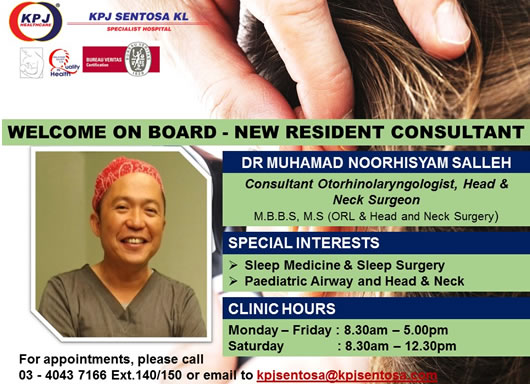 KPJ
HEALTHCARE
KPJ SENTOSA KL
SPECIALIST HOSPITAL
Qualify
Health
BUREAU VERITAS
Certification
WELCOME ON BOARD - NEW RESIDENT CONSULTANT
DR MUHAMAD NOORHISYAM SALLEH
Consultant Otorhinolaryngologist, Head &
Neck Surgeon
M.B.B.S, M.S (ORL & Head and Neck Surgery)
SPECIAL INTERESTS
➢ Sleep Medicine & Sleep Surgery
➢ Paediatric Airway and Head & Neck
CLINIC HOURS
Monday – Friday : 8.30am – 5.00pm
Saturday : 8.30am – 12.30pm
For appointments, please call
03 - 4043 7166 Ext.140/150 or email to kpjsentosa@kpjsentosa.com